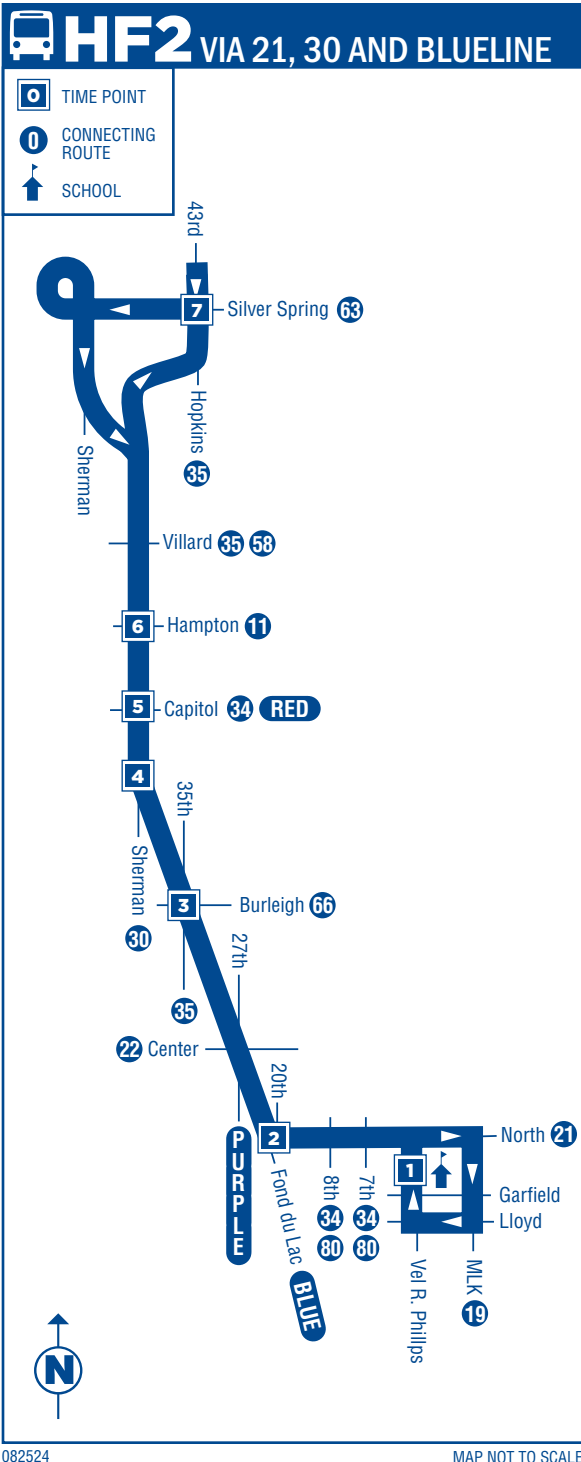 HF2 VIA 21, 30 AND BLUELINE
0 TIME POINT
0 CONNECTING
ROUTE
SCHOOL
43rd
7 Silver Spring 63
Hopkins
35
Sherman
Villard 35 58
6 Hampton 11
5 Capitol 34 RED
4
Sherman
30
35th
3 Burleigh 66
35
27th
22 Center
20th
PURPLE
2
Fond du Lac
BLUE
8th
34
80
7th
34
80
1
North 21
Garfield
Lloyd
Vel R. Phillps
MLK
19
N
082524
MAP NOT TO SCALE